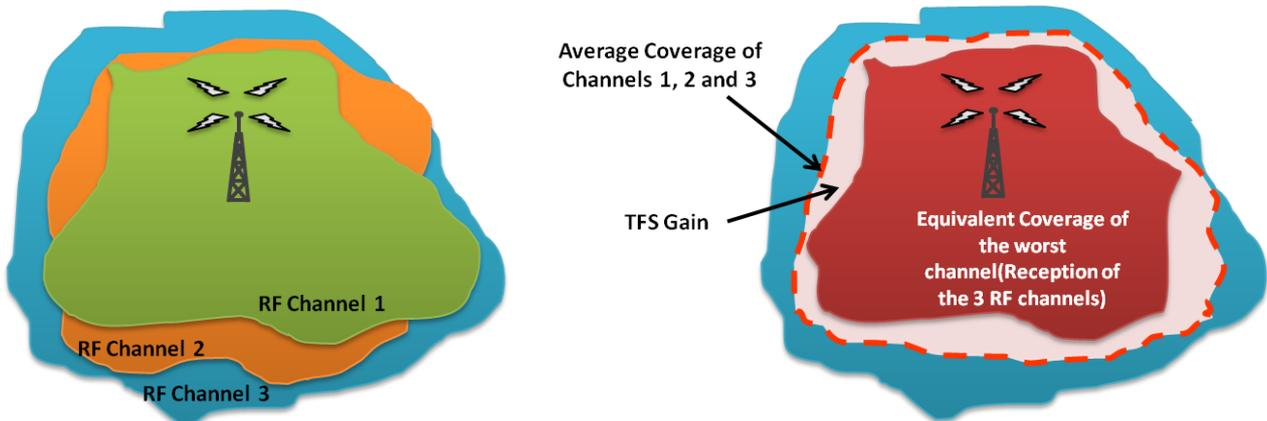 RF Channel 1
RF Channel 2
RF Channel 3
Average Coverage of
Channels 1, 2 and 3
TFS Gain
Equivalent Coverage of
the worst
channel(Reception of
the 3 RF channels)